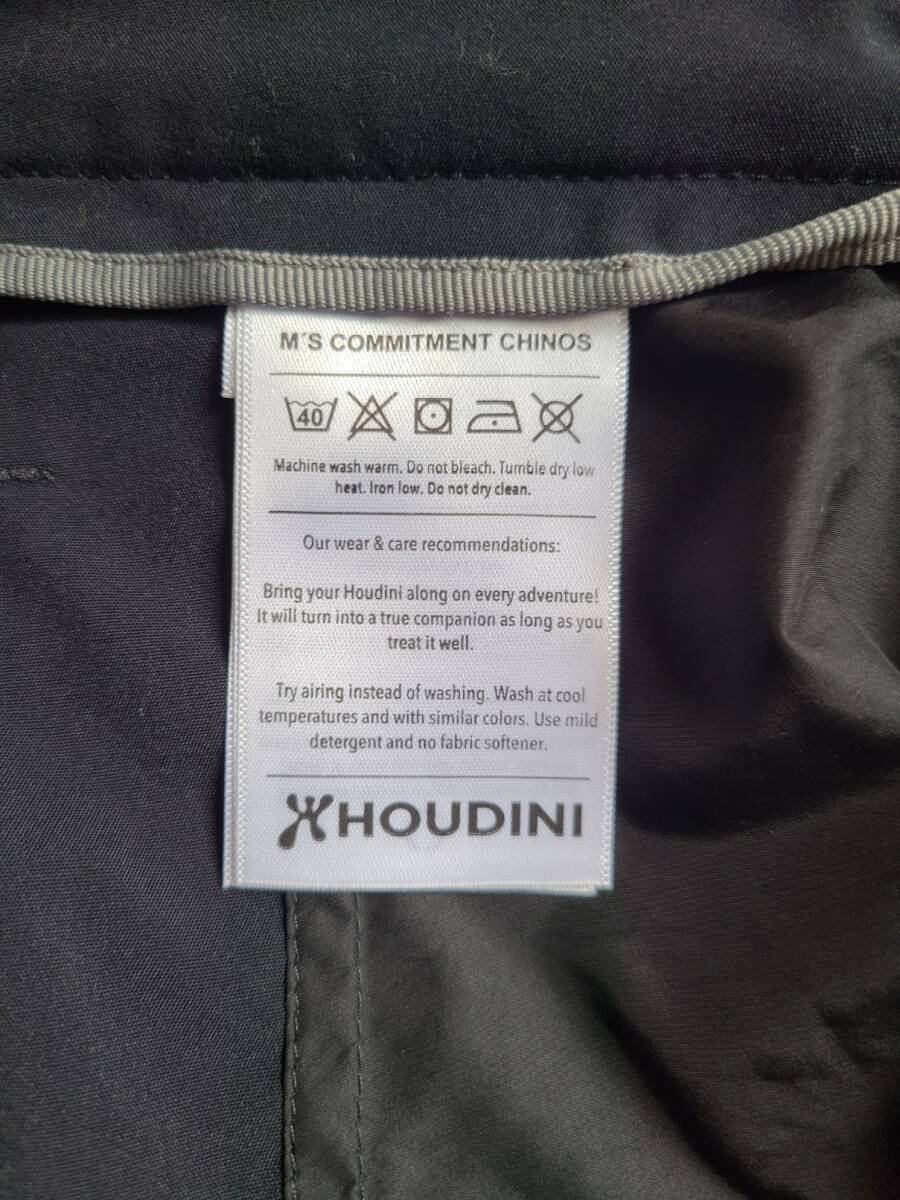 M´S COMMITMENT CHINOS
40
Machine wash warm. Do not bleach. Tumble dry low
heat. Iron low. Do not dry clean.
Our wear & care recommendations:
Bring your Houdini along on every adventure!
It will turn into a true companion as long as you
treat it well.
Try airing instead of washing. Wash at cool
temperatures and with similar colors. Use mild
detergent and no fabric softener.
HOUDINI